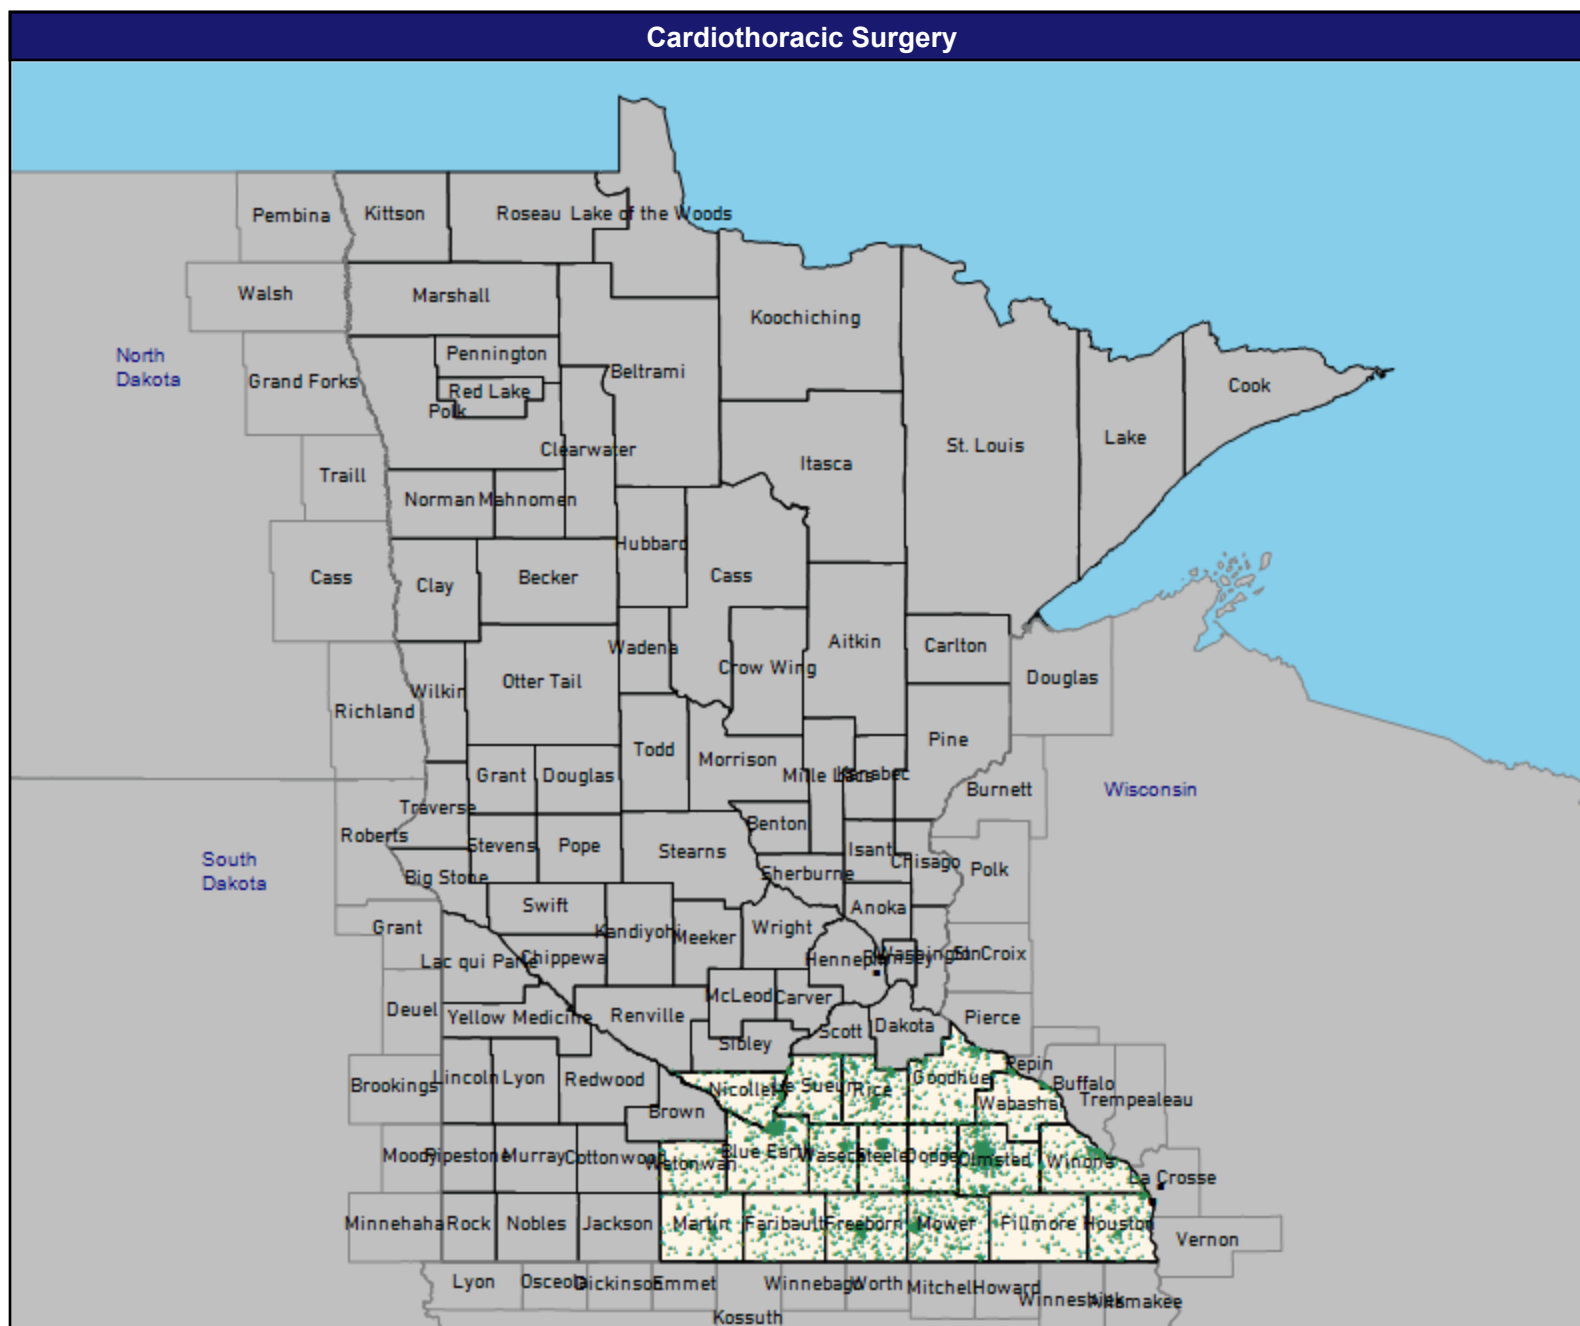 Cardiothoracic Surgery
Pembina
Kittson
Roseau
Lake of the Woods
Walsh
Marshall
Koochiching
North
Dakota
Pennington
Grand Forks
Red Lake
Beltrami
Cook
Polk
Clearwater
St. Louis
Lake
Itasca
Traill
Norman
Mahnomen
Hubbard
Cass
Clay
Becker
Cass
Wadena
Crow Wing
Aitkin
Carlton
Douglas
Otter Tail
Wilkin
Richland
Todd
Morrison
Pine
Grant
Douglas
Mille Lacs
Kanabec
Burnett
Wisconsin
Traverse
Roberts
Benton
Stevens
Pope
Stearns
Isanti
Chisago
Polk
South
Dakota
Big Stone
Sherburne
Swift
Anoka
Grant
Kandiyohi
Meeker
Wright
Lac qui Parle
Chippewa
Hennepin
Ramsey
Washington
St. Croix
Deuel
McLeod
Carver
Yellow Medicine
Renville
Scott
Dakota
Pierce
Sibley
Brookings
Lincoln
Lyon
Redwood
Nicollet
Le Sueur
Rice
Goodhue
Pepin
Buffalo
Trempealeau
Brown
Wabasha
Moody
Pipestone
Murray
Cottonwood
Watonwan
Blue Earth
Waseca
Steele
Dodge
Olmsted
Winona
La Crosse
Minnehaha
Rock
Nobles
Jackson
Martin
Faribault
Freeborn
Mower
Fillmore
Houston
Vernon
Lyon
Osceola
Dickinson
Emmet
Winnebago
Worth
Mitchell
Howard
Winneshiek
Allamakee
Kossuth